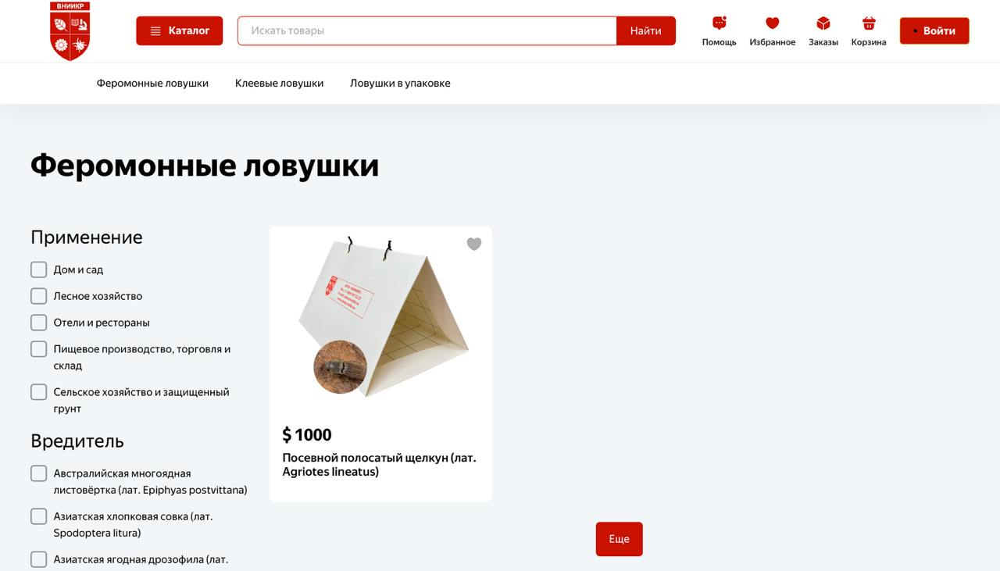 ВНИИКР
Каталог
Искать товары
Найти
Помощь
Избранное
Заказы
Корзина
Войти
Феромонные ловушки
Клеевые ловушки
Ловушки в упаковке
Феромонные ловушки
Применение
Дом и сад
Лесное хозяйство
Отели и рестораны
Пищевое производство, торговля и
склад
Сельское хозяйство и защищенный
грунт
Вредитель
Австралийская многоядная
листовёртка (лат. Epiphyas postvittana)
Азиатская хлопковая совка (лат.
Spodoptera litura)
Азиатская ягодная дрозофила (лат.
$ 1000
Посевной полосатый щелкун (лат.
Agriotes lineatus)
Еще